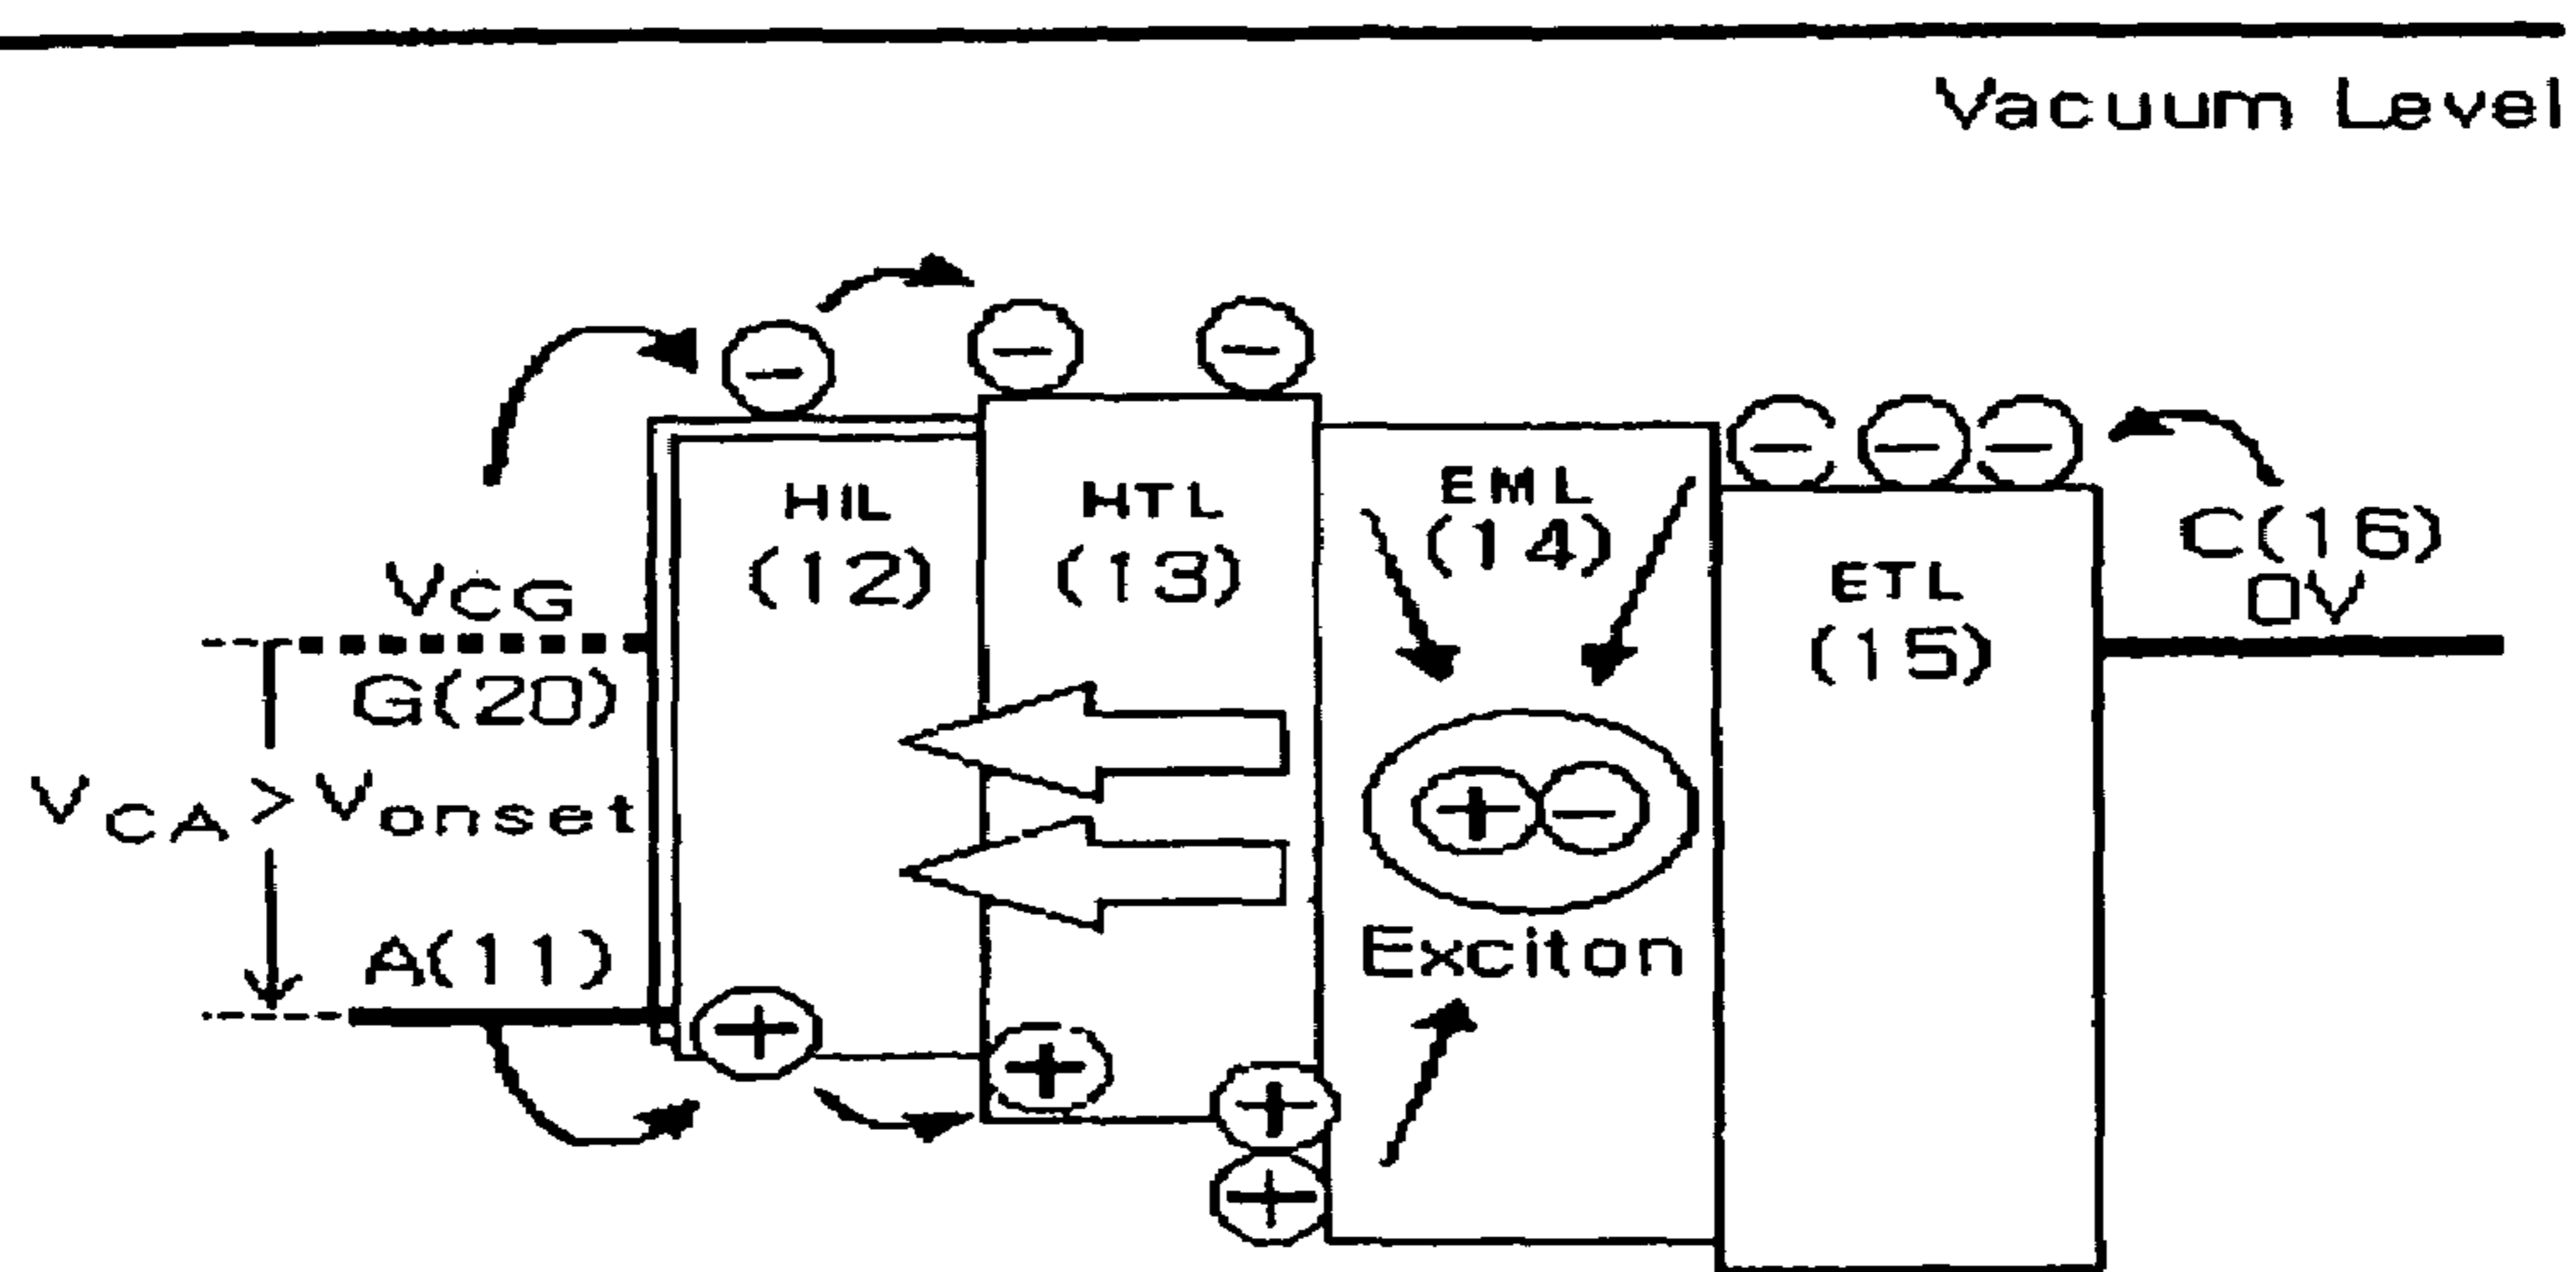 Vacuum Level
HIL
(12)
HTL
(13)
EML
(14)
ETL
(15)
C(16)
0V
VCG
G(20)
VCA > Vonset
A(11)
Exciton